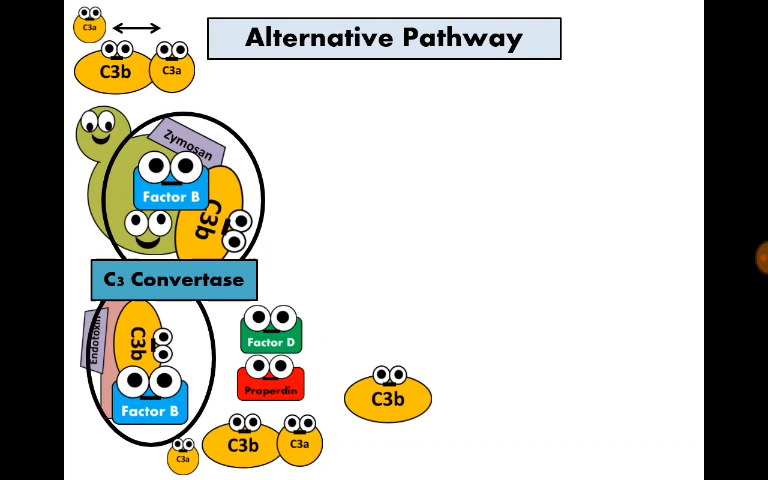 Alternative Pathway
C3a
C3b
C3a
Zymosan
Factor B
C3b
C3 Convertase
Endotoxin
C3b
Factor B
Factor D
Properdin
C3b
C3a
C3b
C3a